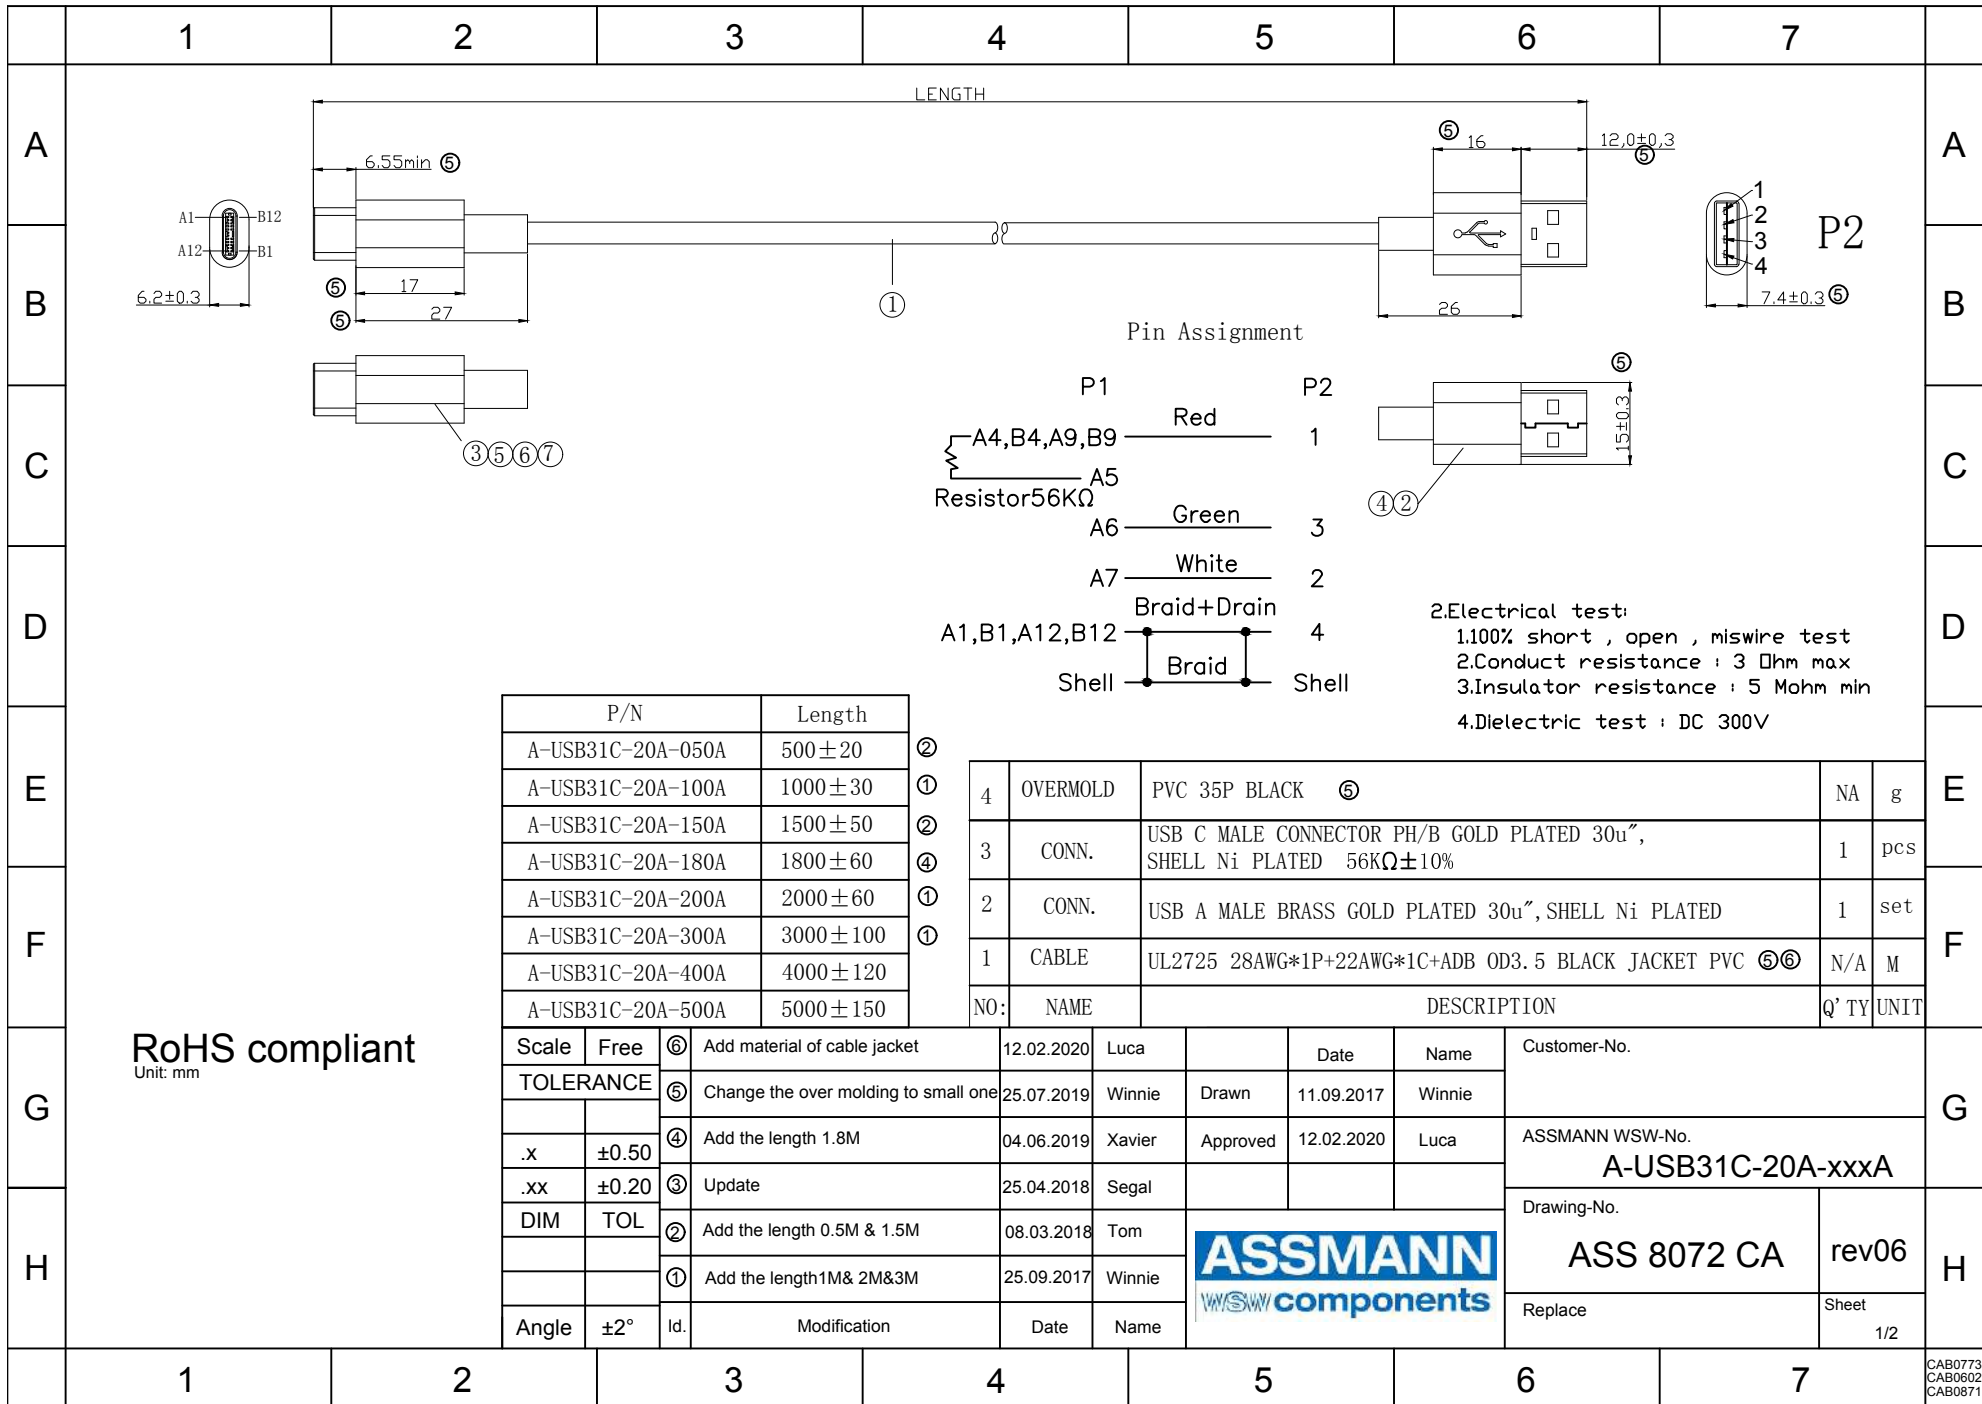 1 2 3 4 5 6 7
A
B
C
D
E
F
G
H
A
B
C
D
E
F
G
H
LENGTH
6.55min ⑤
⑤ 16
12,0±0,3
⑤
A1
B12
A12
B1
6.2±0.3
⑤ 17
⑤ 27
①
26
1
2
3
4
P2
7.4±0.3 ⑤
③⑤⑥⑦
④②
⑤
15±0.3
Pin Assignment
P1 P2
A4,B4,A9,B9 Red 1
A5
Resistor56KΩ
A6 Green 3
A7 White 2
Braid+Drain
A1,B1,A12,B12 4
Braid
Shell Shell
2.Electrical test:
1.100% short , open , miswire test
2.Conduct resistance : 3 Ohm max
3.Insulator resistance : 5 Mohm min
4.Dielectric test : DC 300V
P/N Length
A-USB31C-20A-050A 500±20 ②
A-USB31C-20A-100A 1000±30 ①
A-USB31C-20A-150A 1500±50 ②
A-USB31C-20A-180A 1800±60 ④
A-USB31C-20A-200A 2000±60 ①
A-USB31C-20A-300A 3000±100 ①
A-USB31C-20A-400A 4000±120
A-USB31C-20A-500A 5000±150
4 OVERMOLD PVC 35P BLACK ⑤ NA g
3 CONN. USB C MALE CONNECTOR PH/B GOLD PLATED 30u″,
SHELL Ni PLATED 56KΩ±10% 1 pcs
2 CONN. USB A MALE BRASS GOLD PLATED 30u″,SHELL Ni PLATED 1 set
1 CABLE UL2725 28AWG*1P+22AWG*1C+ADB OD3.5 BLACK JACKET PVC ⑤⑥ N/A M
NO: NAME DESCRIPTION Q'TY UNIT
RoHS compliant
Unit: mm
Scale Free
TOLERANCE
.x ±0.50
.xx ±0.20
DIM TOL
Angle ±2°
⑥ Add material of cable jacket 12.02.2020 Luca
⑤ Change the over molding to small one 25.07.2019 Winnie
④ Add the length 1.8M 04.06.2019 Xavier
③ Update 25.04.2018 Segal
② Add the length 0.5M & 1.5M 08.03.2018 Tom
① Add the length1M& 2M&3M 25.09.2017 Winnie
Id. Modification Date Name
Date Name
Drawn 11.09.2017 Winnie
Approved 12.02.2020 Luca
ASSMANN
WSW components
Customer-No.
ASSMANN WSW-No.
A-USB31C-20A-xxxA
Drawing-No.
ASS 8072 CA
rev06
Replace
Sheet
1/2
1 2 3 4 5 6 7
CAB0773
CAB0602
CAB0871